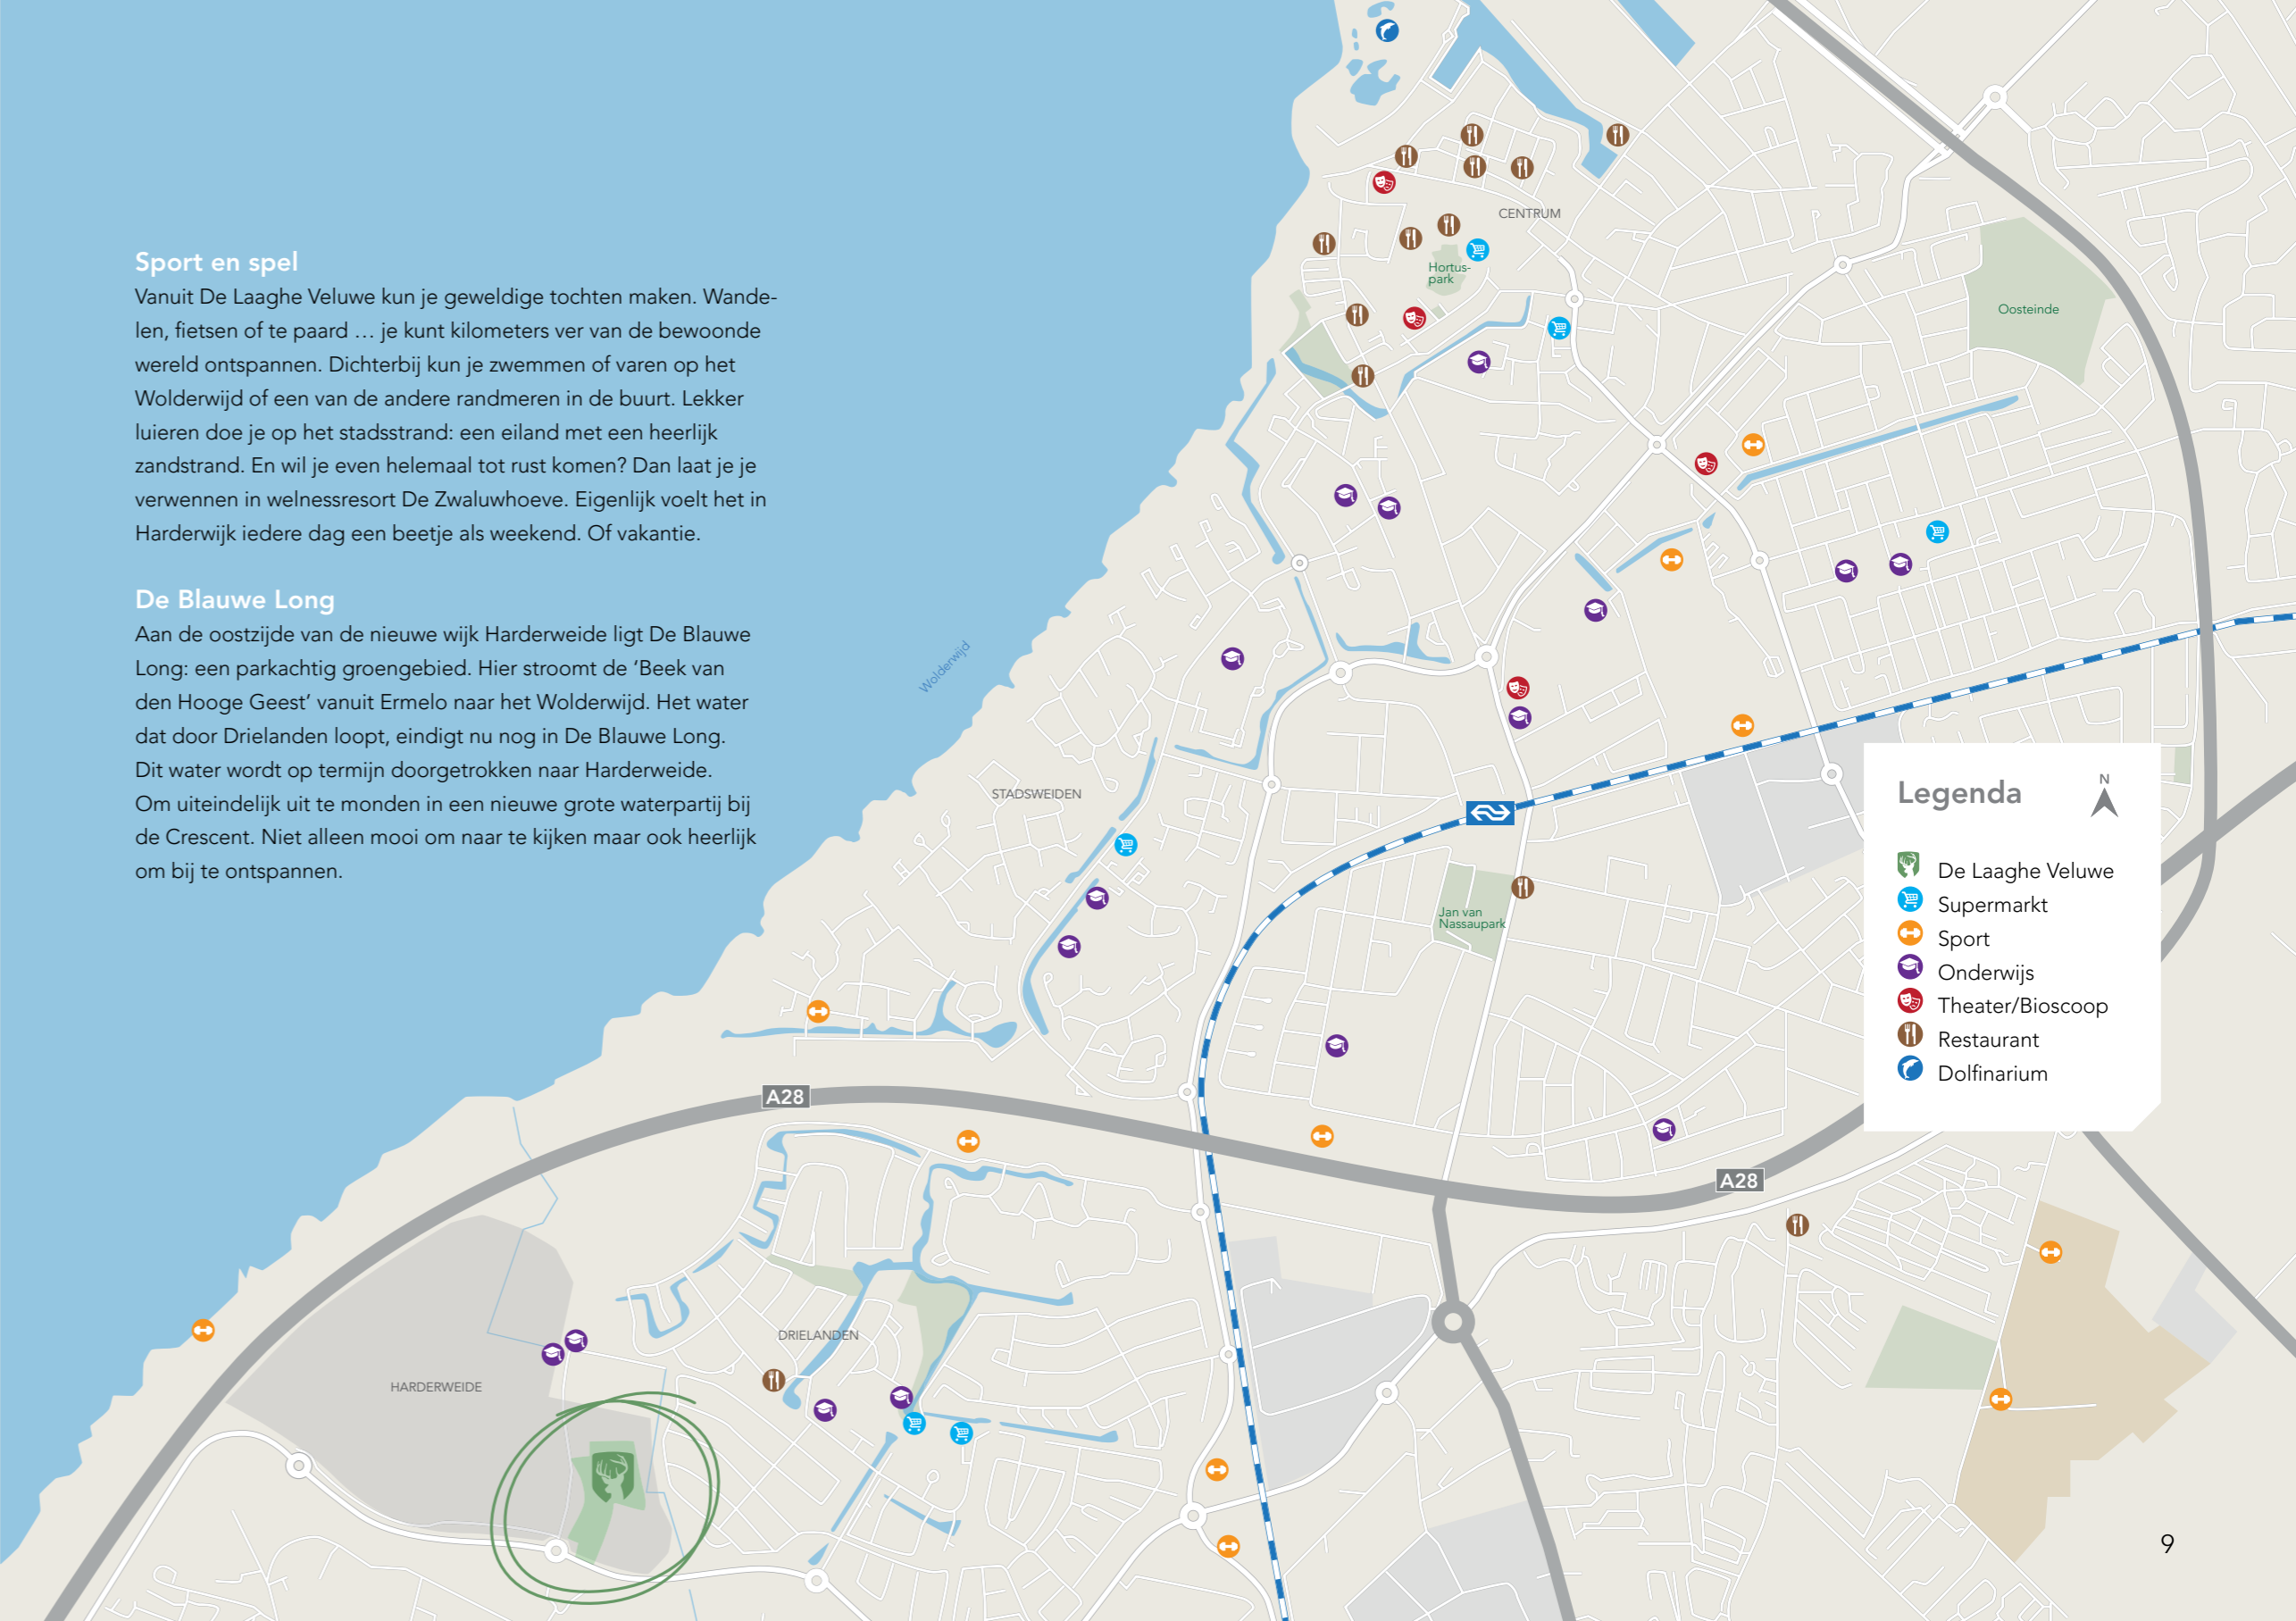 Sport en spel
Vanuit De Laaghe Veluwe kun je geweldige tochten maken. Wande-
len, fietsen of te paard … je kunt kilometers ver van de bewoonde
wereld ontspannen. Dichterbij kun je zwemmen of varen op het
Wolderwijd of een van de andere randmeren in de buurt. Lekker
luieren doe je op het stadsstrand: een eiland met een heerlijk
zandstrand. En wil je even helemaal tot rust komen? Dan laat je je
verwennen in welnessresort De Zwaluwhoeve. Eigenlijk voelt het in
Harderwijk iedere dag een beetje als weekend. Of vakantie.
De Blauwe Long
Aan de oostzijde van de nieuwe wijk Harderweide ligt De Blauwe
Long: een parkachtig groengebied. Hier stroomt de ‘Beek van
den Hooge Geest’ vanuit Ermelo naar het Wolderwijd. Het water
dat door Drielanden loopt, eindigt nu nog in De Blauwe Long.
Dit water wordt op termijn doorgetrokken naar Harderweide.
Om uiteindelijk uit te monden in een nieuwe grote waterpartij bij
de Crescent. Niet alleen mooi om naar te kijken maar ook heerlijk
om bij te ontspannen.
CENTRUM
Hortus-
park
Oosteinde
Wolderwijd
STADSWEIDEN
Jan van
Nassaupark
A28
A28
DRIELANDEN
HARDERWEIDE
Legenda
N
De Laaghe Veluwe
Supermarkt
Sport
Onderwijs
Theater/Bioscoop
Restaurant
Dolfinarium
9